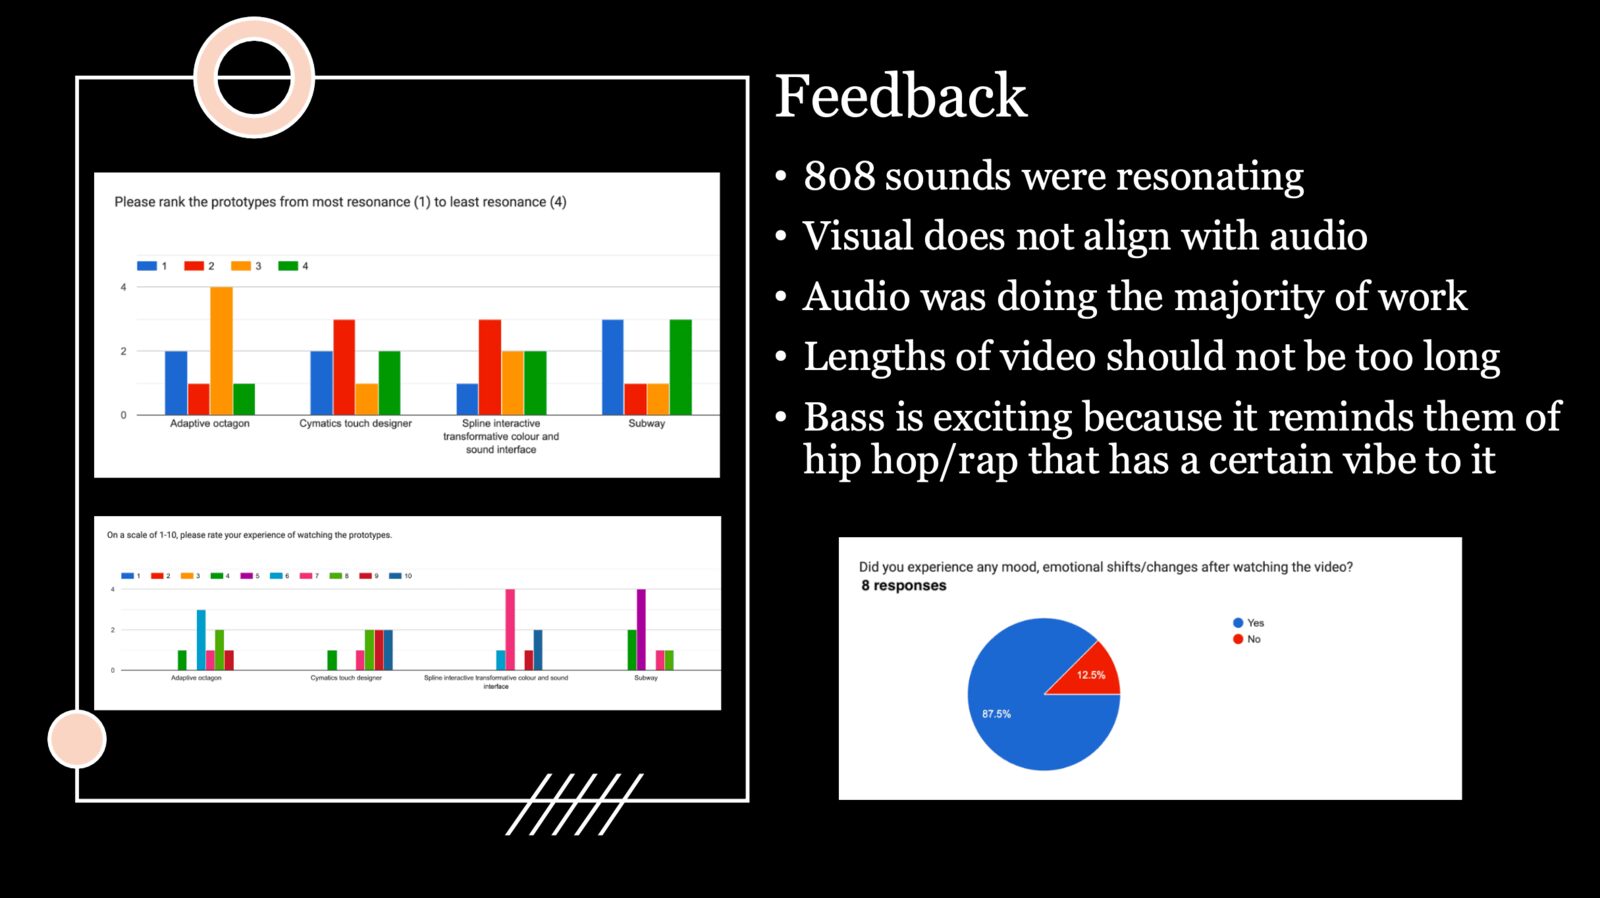 Feedback
• 808 sounds were resonating
• Visual does not align with audio
• Audio was doing the majority of work
• Lengths of video should not be too long
• Bass is exciting because it reminds them of
hip hop/rap that has a certain vibe to it
Please rank the prototypes from most resonance (1) to least resonance (4)
1 2 3 4
4
2
0
Adaptive octagon
Cymatics touch designer
Spline interactive
transformative colour and
sound interface
Subway
On a scale of 1-10, please rate your experience of watching the prototypes.
1 2 3 4 5 6 7 8 9 10
4
2
0
Adaptive octagon
Cymatics touch designer
Spline interactive transformative colour and sound
interface
Subway
Did you experience any mood, emotional shifts/changes after watching the video?
8 responses
Yes
No
12.5%
87.5%